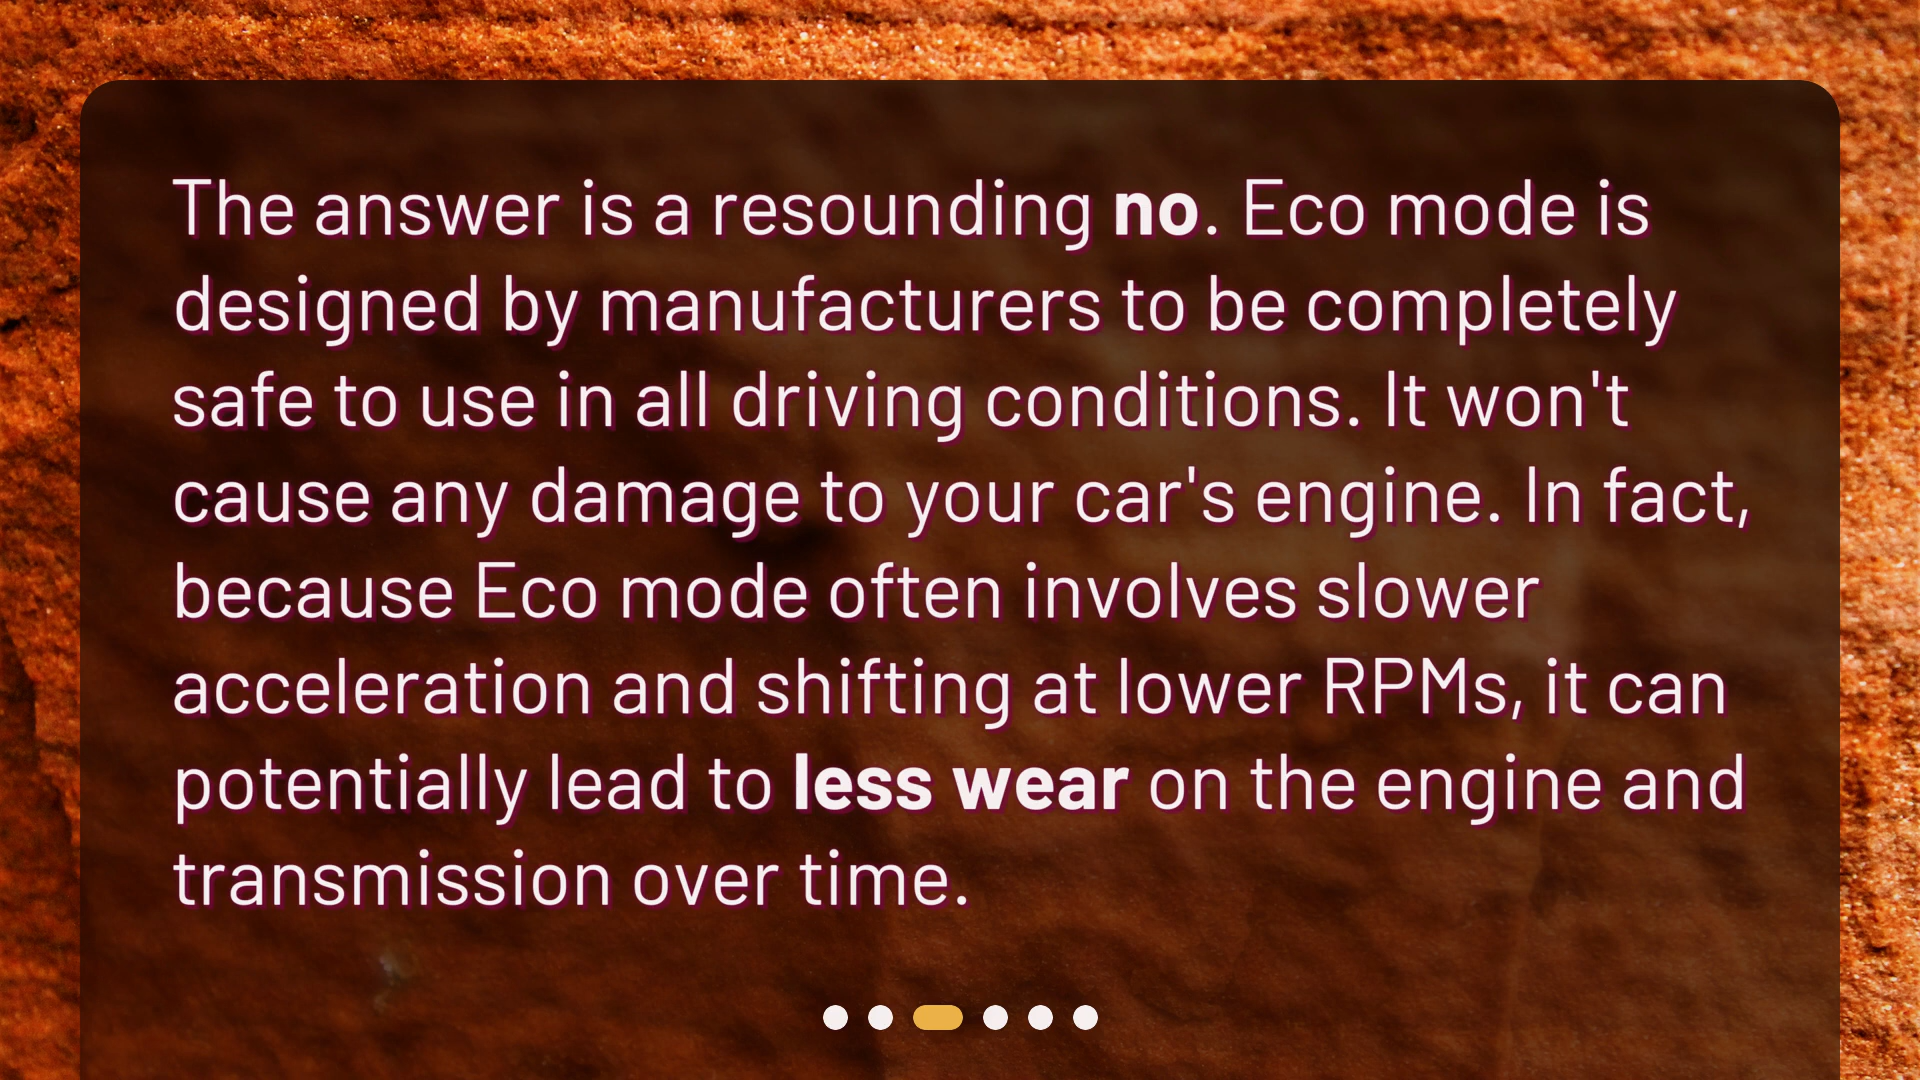 The answer is a resounding no. Eco mode is
designed by manufacturers to be completely
safe to use in all driving conditions. It won't
cause any damage to your car's engine. In fact,
because Eco mode often involves slower
acceleration and shifting at lower RPMs, it can
potentially lead to less wear on the engine and
transmission over time.